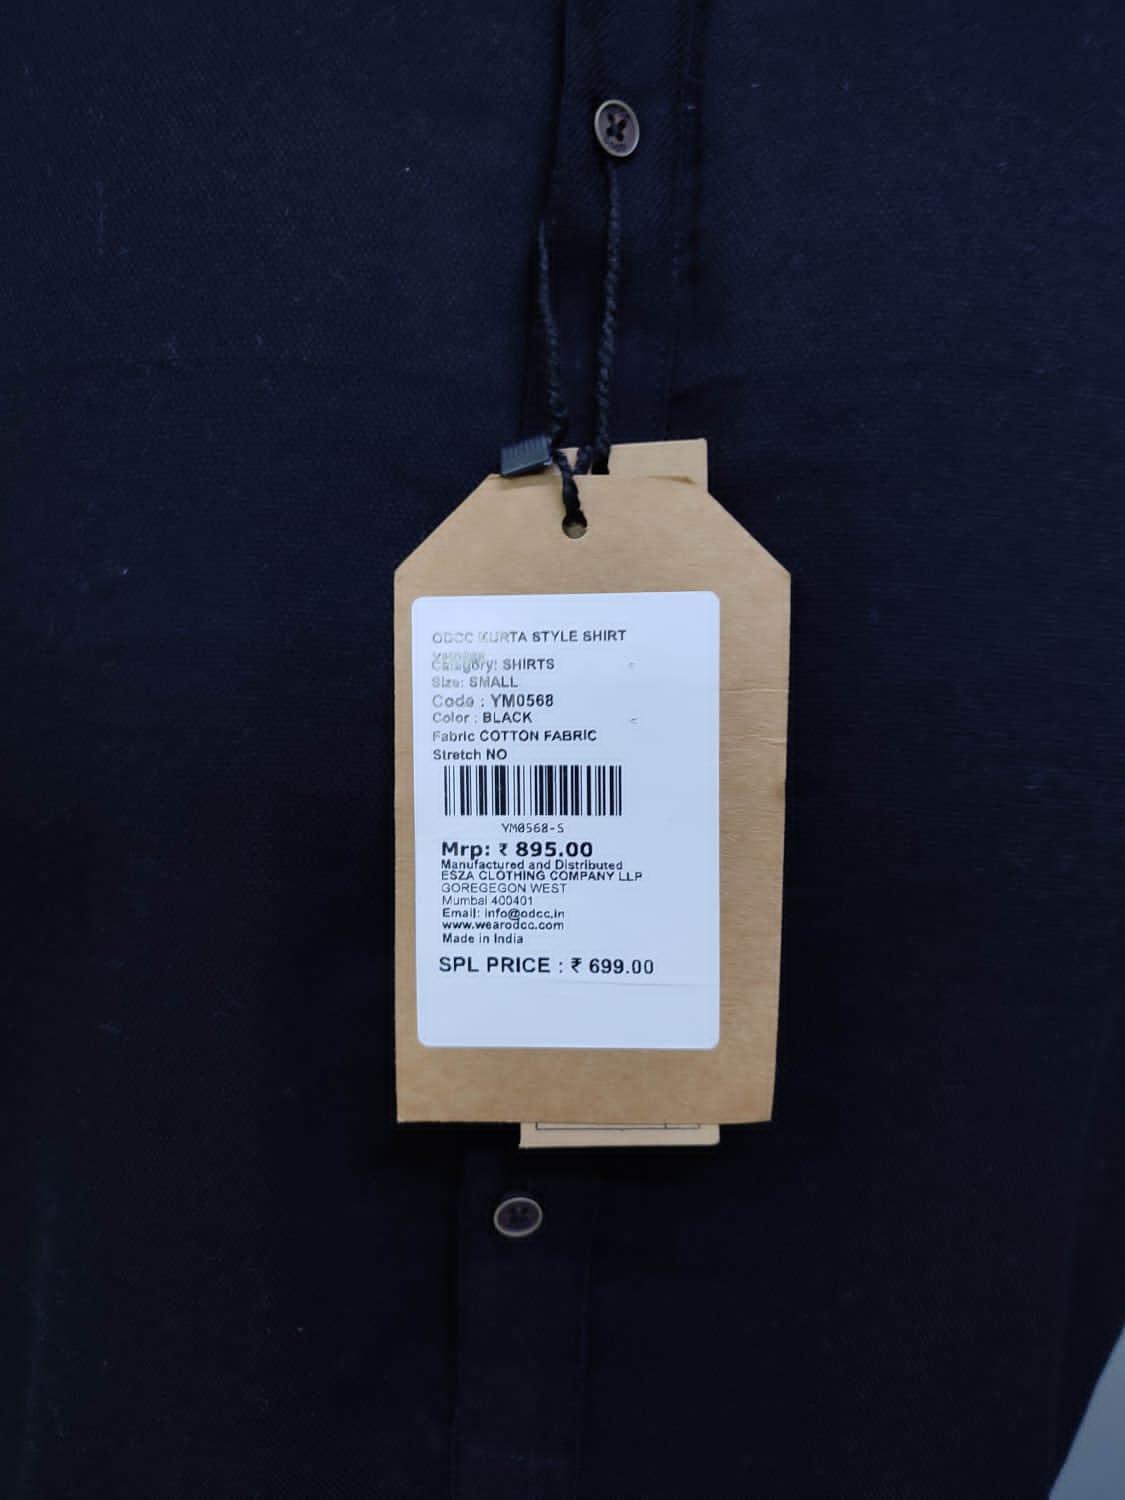 ODCC KURTA STYLE SHIRT
YM0568
Category: SHIRTS
Size: SMALL
Code : YM0568
Color : BLACK
Fabric COTTON FABRIC
Stretch NO
YM0568-S
Mrp: ₹ 895.00
Manufactured and Distributed
ESZA CLOTHING COMPANY LLP
GOREGEGON WEST
Mumbai 400401
Email: info@odcc.in
www.wearodcc.com
Made in India
SPL PRICE : ₹ 699.00